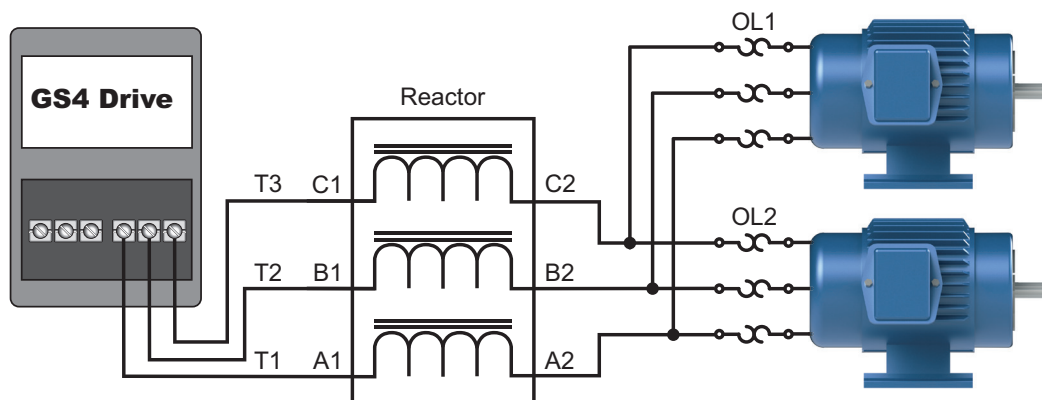 OL1
GS4 Drive
Reactor
T3 C1 C2
OL2
T2 B1 B2
T1 A1 A2